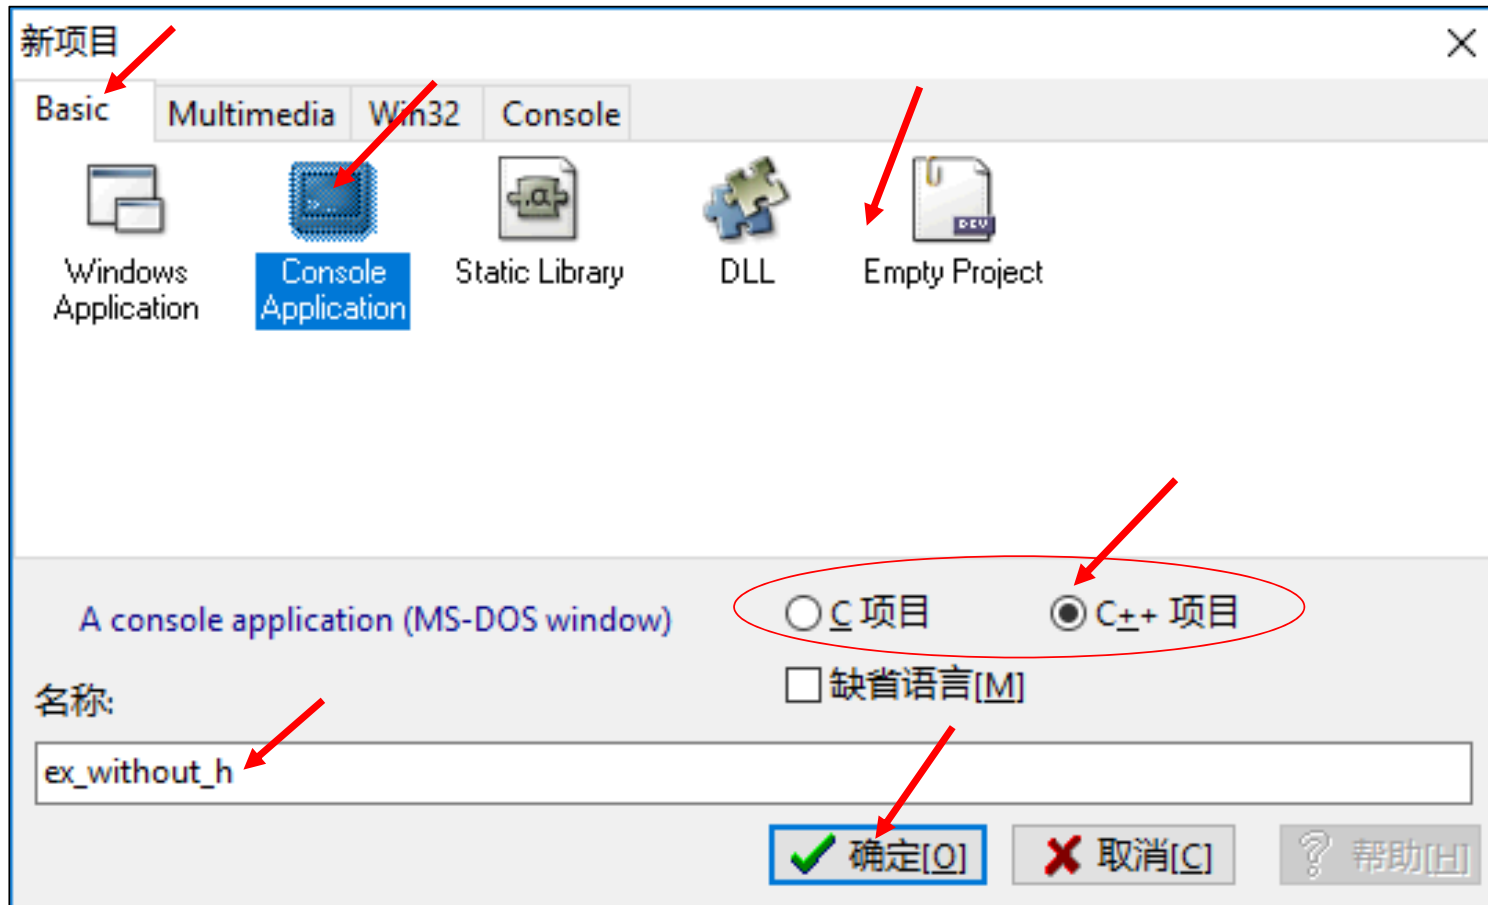 新项目
Basic
Multimedia
Win32
Console
Windows
Application
Console
Application
Static Library
DLL
Empty Project
DEV
A console application (MS-DOS window)
C 项目
C++ 项目
缺省语言[M]
名称:
ex_without_h
确定[O]
取消[C]
帮助[H]